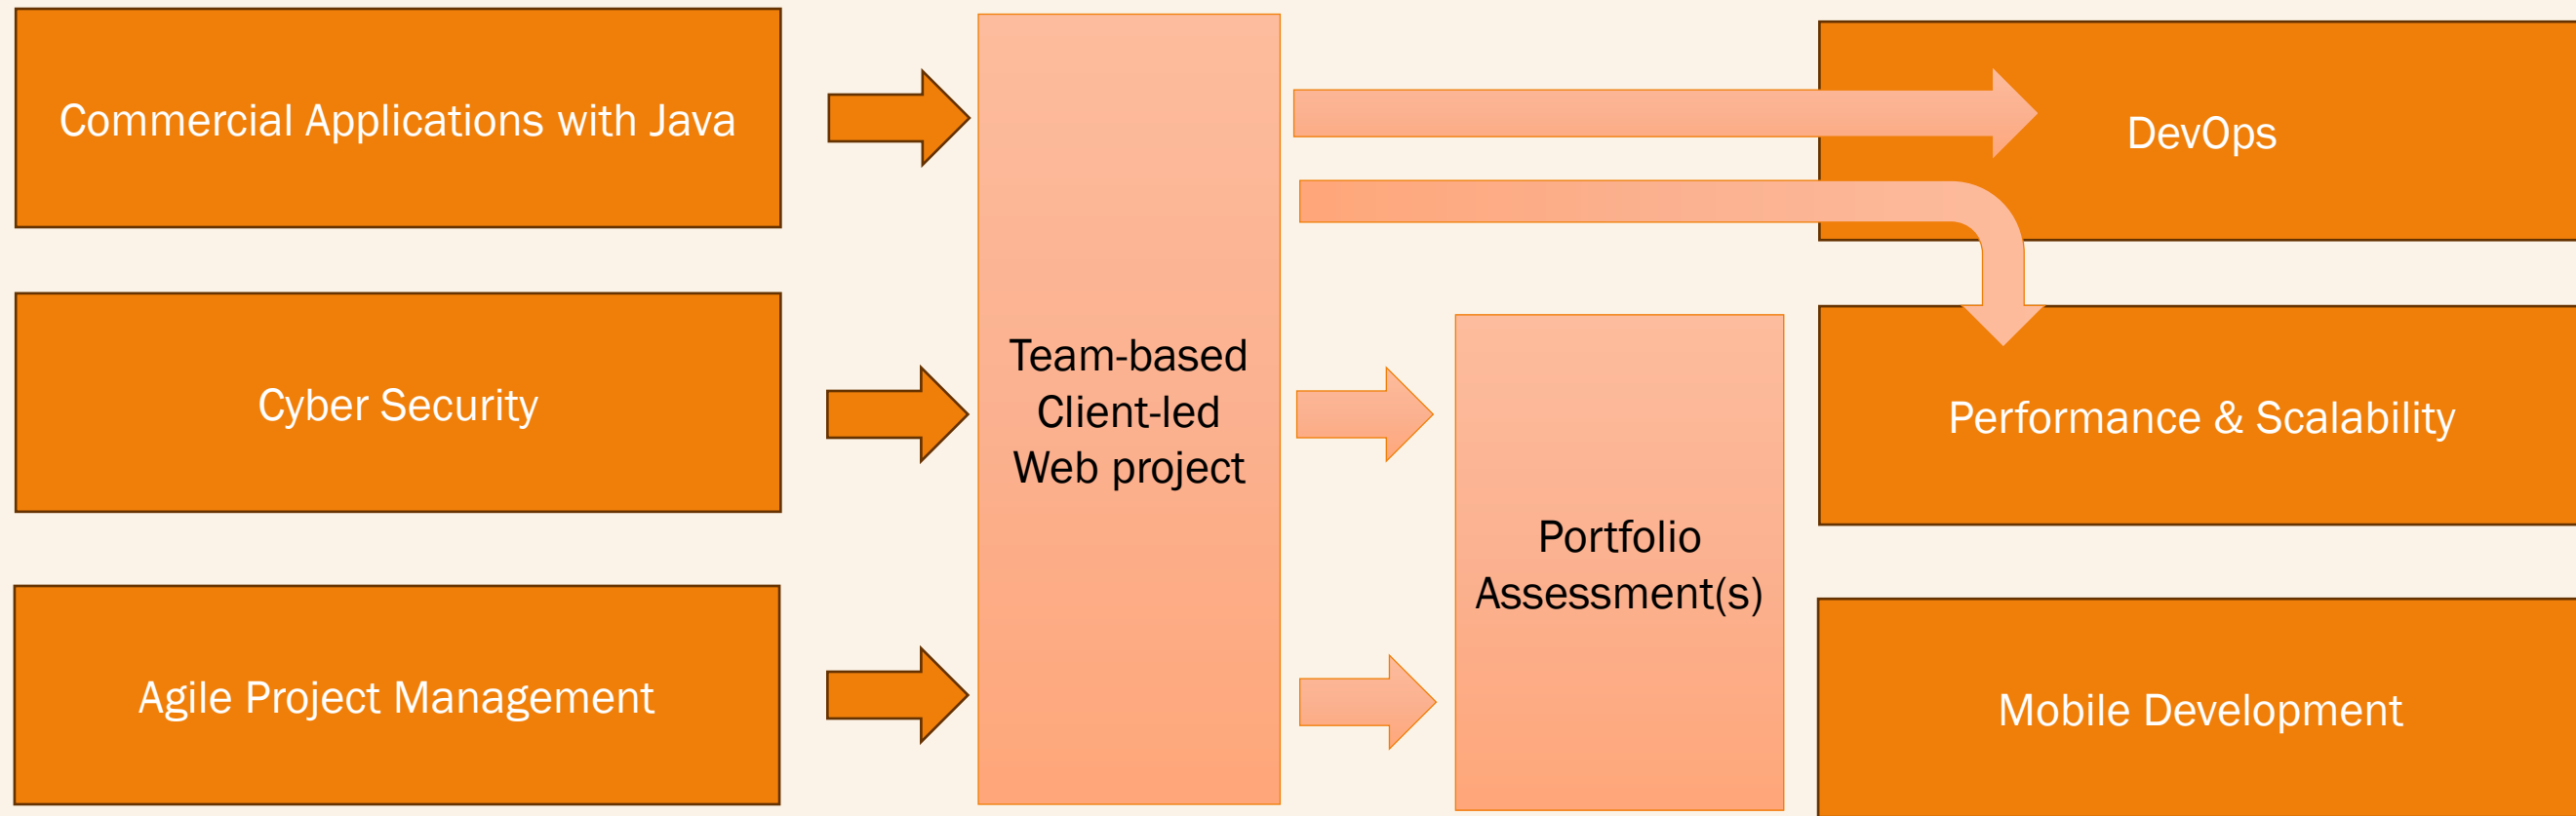 Commercial Applications with Java
Cyber Security
Agile Project Management
Team-based
Client-led
Web project
Portfolio
Assessment(s)
DevOps
Performance & Scalability
Mobile Development